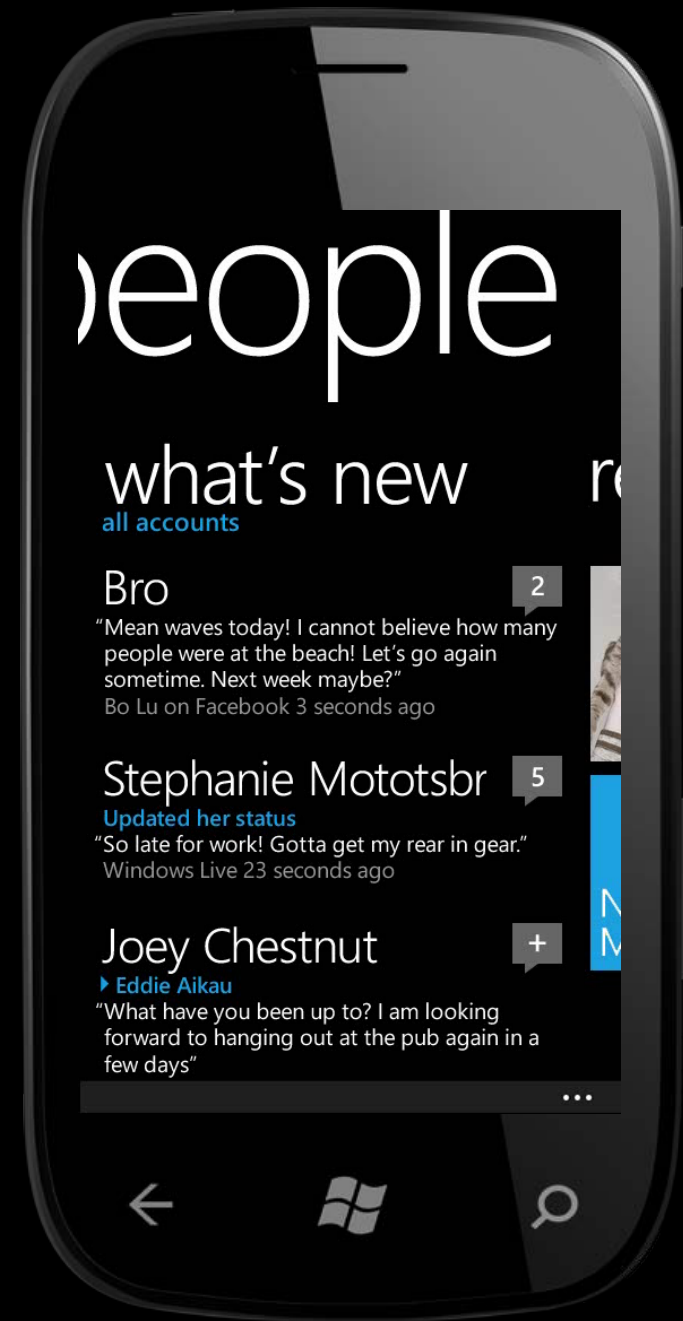 people
what's new
all accounts
Bro
2
“Mean waves today! I cannot believe how many
people were at the beach! Let's go again
sometime. Next week maybe?”
Bo Lu on Facebook 3 seconds ago
Stephanie Mototsbr
5
Updated her status
“So late for work! Gotta get my rear in gear.”
Windows Live 23 seconds ago
Joey Chestnut
+
Eddie Aikau
“What have you been up to? I am looking
forward to hanging out at the pub again in a
few days”